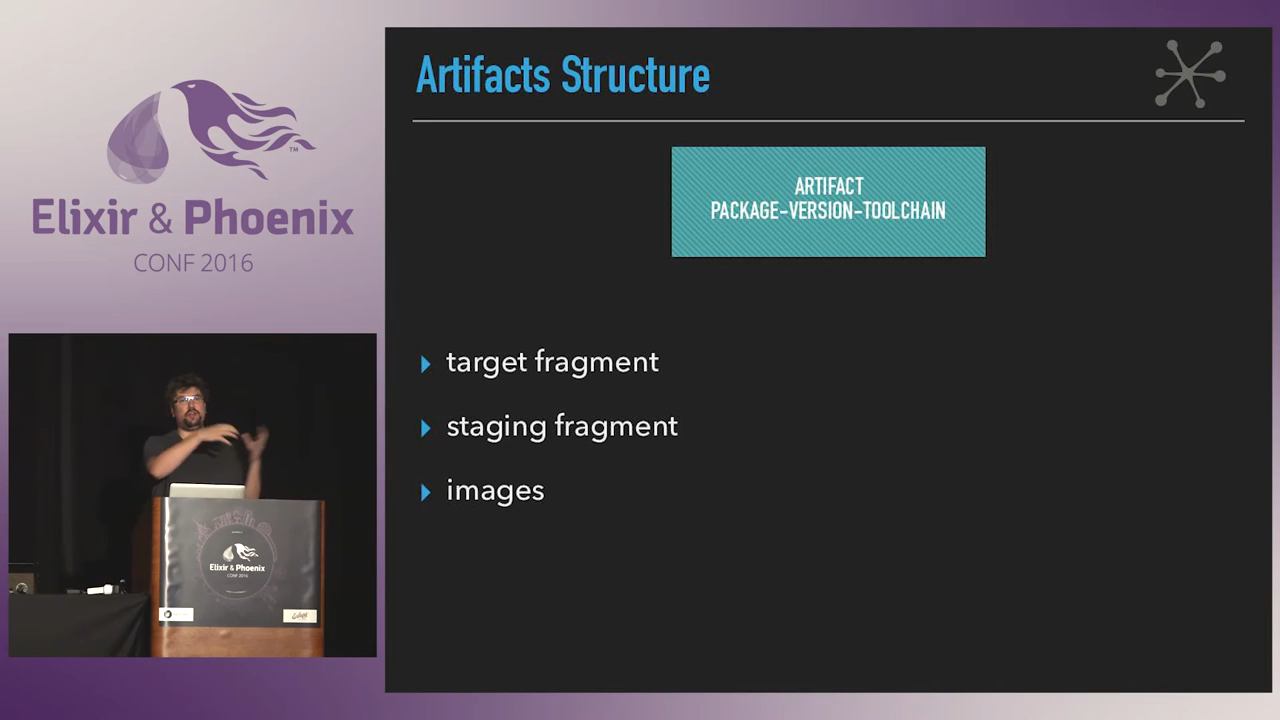 Elixir & Phoenix
CONF 2016
TM
Artifacts Structure
ARTIFACT
PACKAGE-VERSION-TOOLCHAIN
target fragment
staging fragment
images
Elixir & Phoenix
CONF 2016